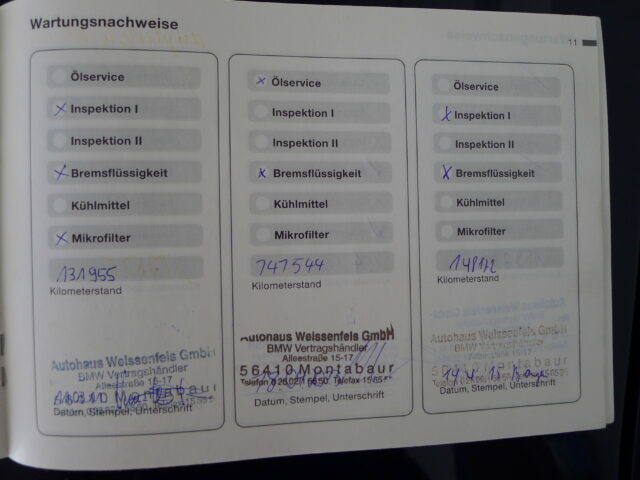 Wartungsnachweise
11
Ölservice
x Inspektion I
Inspektion II
x Bremsflüssigkeit
Kühlmittel
x Mikrofilter
131955
Kilometerstand
Autohaus Weissenfels GmbH
BMW Vertragshändler
Alleestraße 15-17
Montabaur
Datum, Stempel, Unterschrift
x Ölservice
Inspektion I
Inspektion II
x Bremsflüssigkeit
Kühlmittel
Mikrofilter
147544
Kilometerstand
Autohaus Weissenfels GmbH
BMW Vertragshändler
Alleestraße 15-17
56410 Montabaur
Datum, Stempel, Unterschrift
Ölservice
x Inspektion I
Inspektion II
x Bremsflüssigkeit
Kühlmittel
Mikrofilter
Kilometerstand
Autohaus Weissenfels GmbH
BMW Vertragshändler
Datum, Stempel, Unterschrift